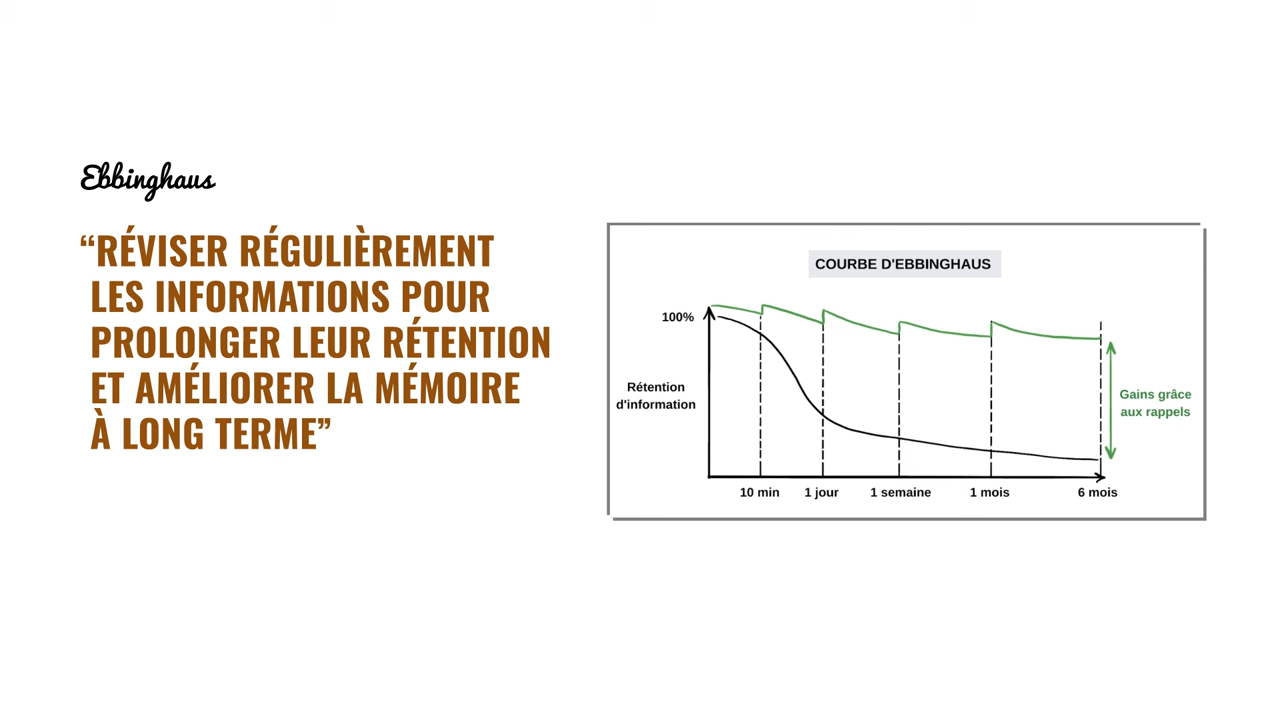 Ebbinghaus
“RÉVISER RÉGULIÈREMENT
LES INFORMATIONS POUR
PROLONGER LEUR RÉTENTION
ET AMÉLIORER LA MÉMOIRE
À LONG TERME”
COURBE D'EBBINGHAUS
100%
Rétention
d'information
Gains grâce
aux rappels
10 min 1 jour 1 semaine 1 mois 6 mois